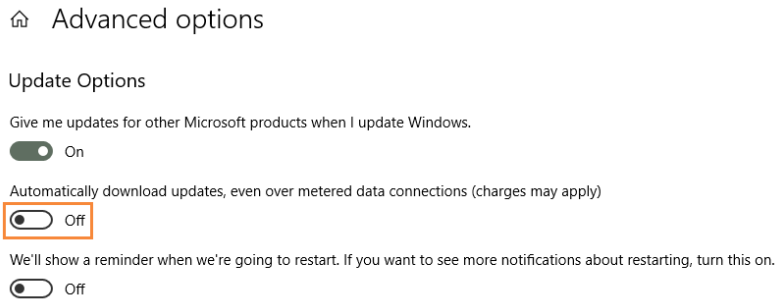 Advanced options
Update Options
Give me updates for other Microsoft products when I update Windows.
On
Automatically download updates, even over metered data connections (charges may apply)
Off
We'll show a reminder when we're going to restart. If you want to see more notifications about restarting, turn this on.
Off